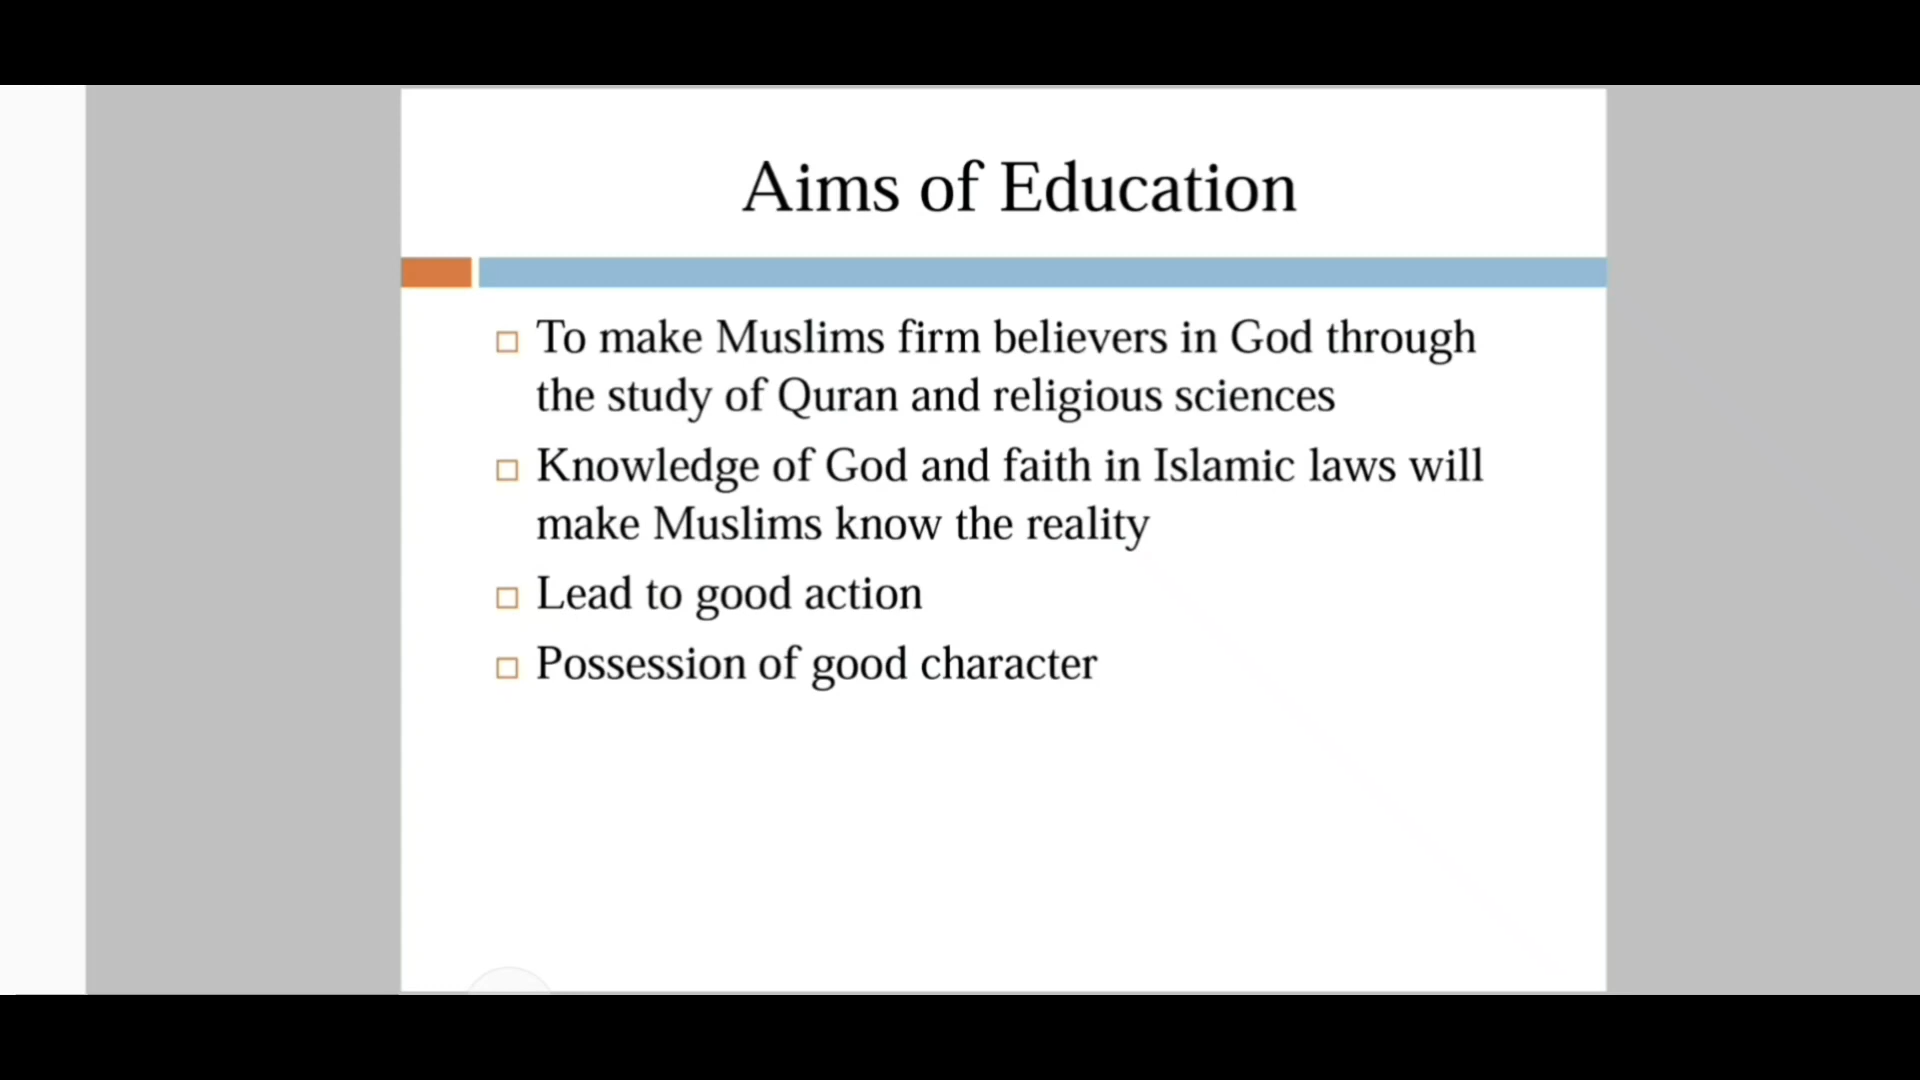 Aims of Education
To make Muslims firm believers in God through
the study of Quran and religious sciences
Knowledge of God and faith in Islamic laws will
make Muslims know the reality
Lead to good action
Possession of good character